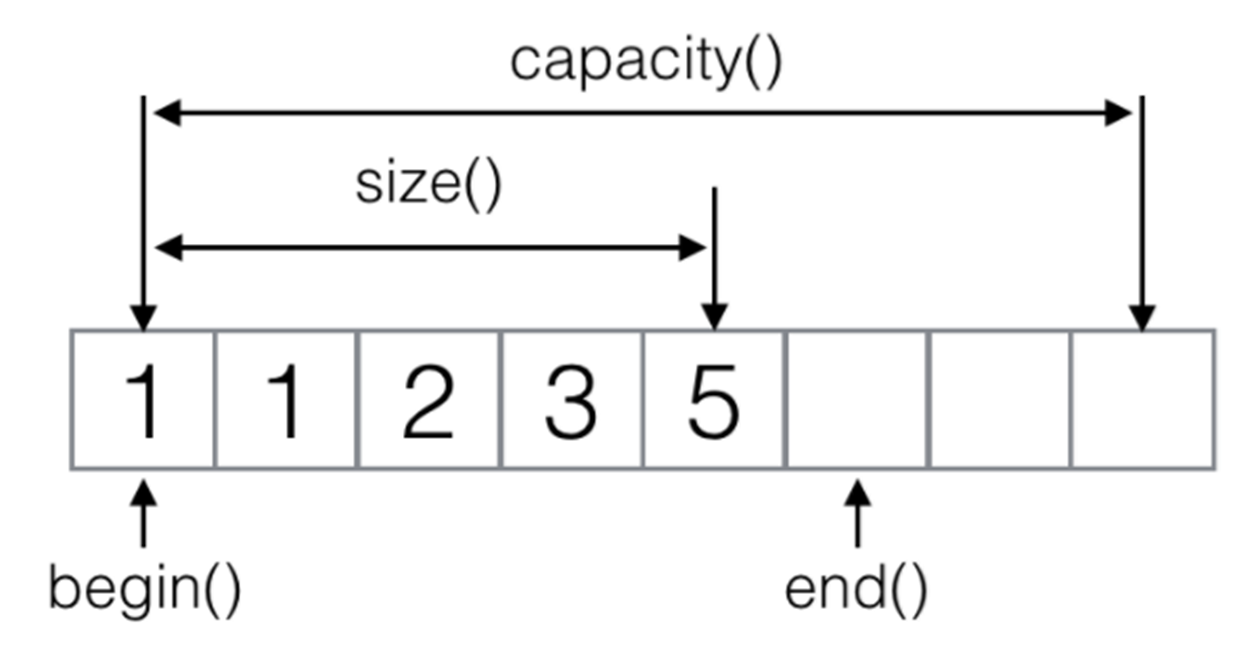 capacity()
size()
1 1 2 3 5
begin() end()